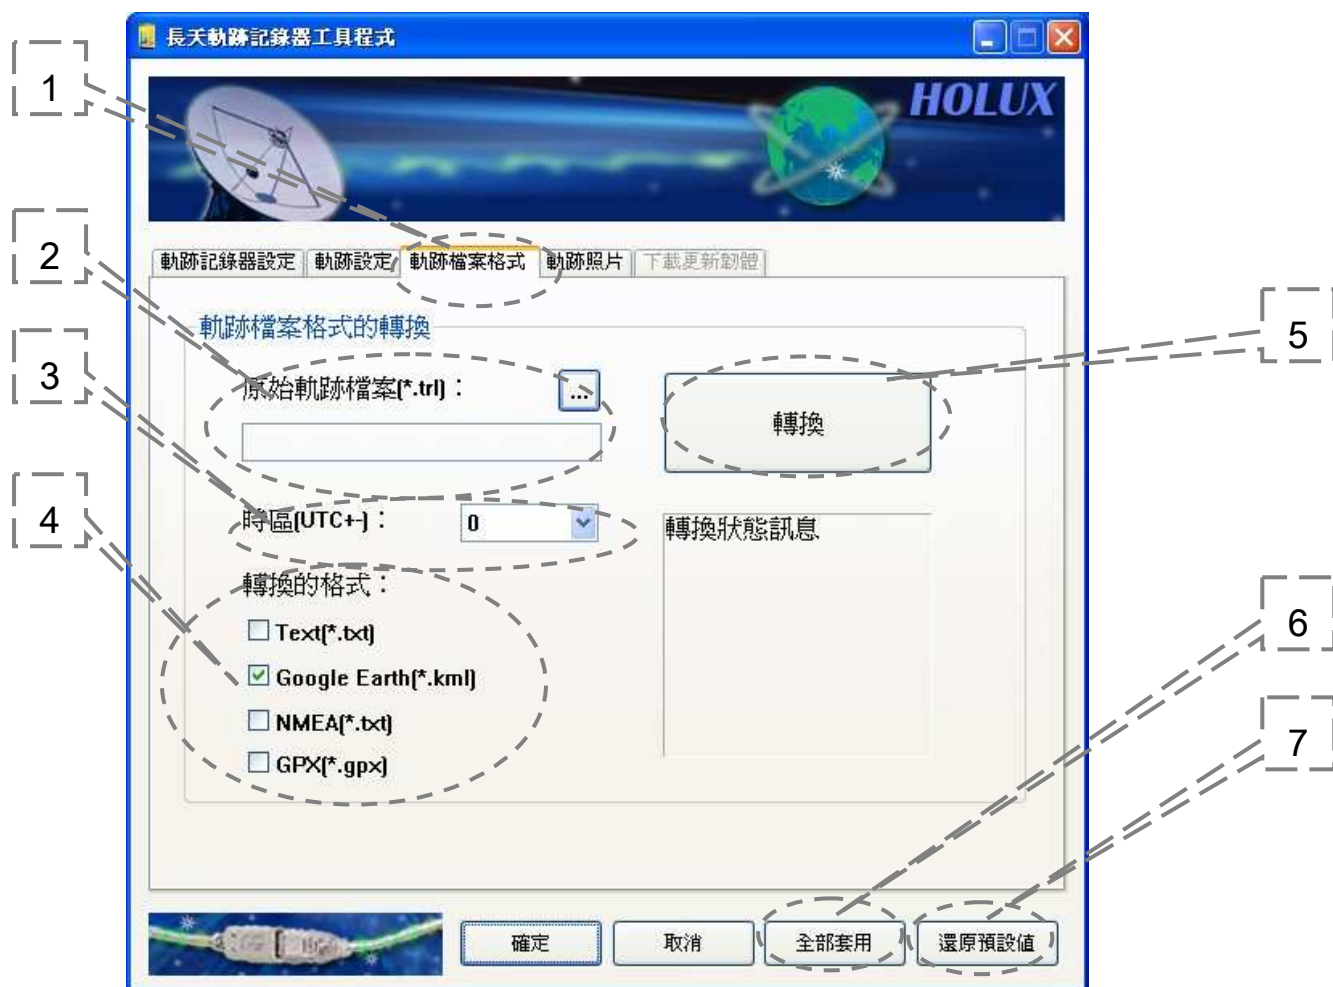 長天軌跡記錄器工具程式
1
HOLUX
2
軌跡記錄器設定 軌跡設定 軌跡檔案格式 軌跡照片 下載更新韌體
軌跡檔案格式的轉換
5
3
原始軌跡檔案(*.trl)： ...
轉換
4
時區(UTC+-)： 0
轉換狀態訊息
轉換的格式：
6
Text(*.txt)
Google Earth(*.kml)
NMEA(*.txt)
7
GPX(*.gpx)
確定 取消 全部套用 還原預設值